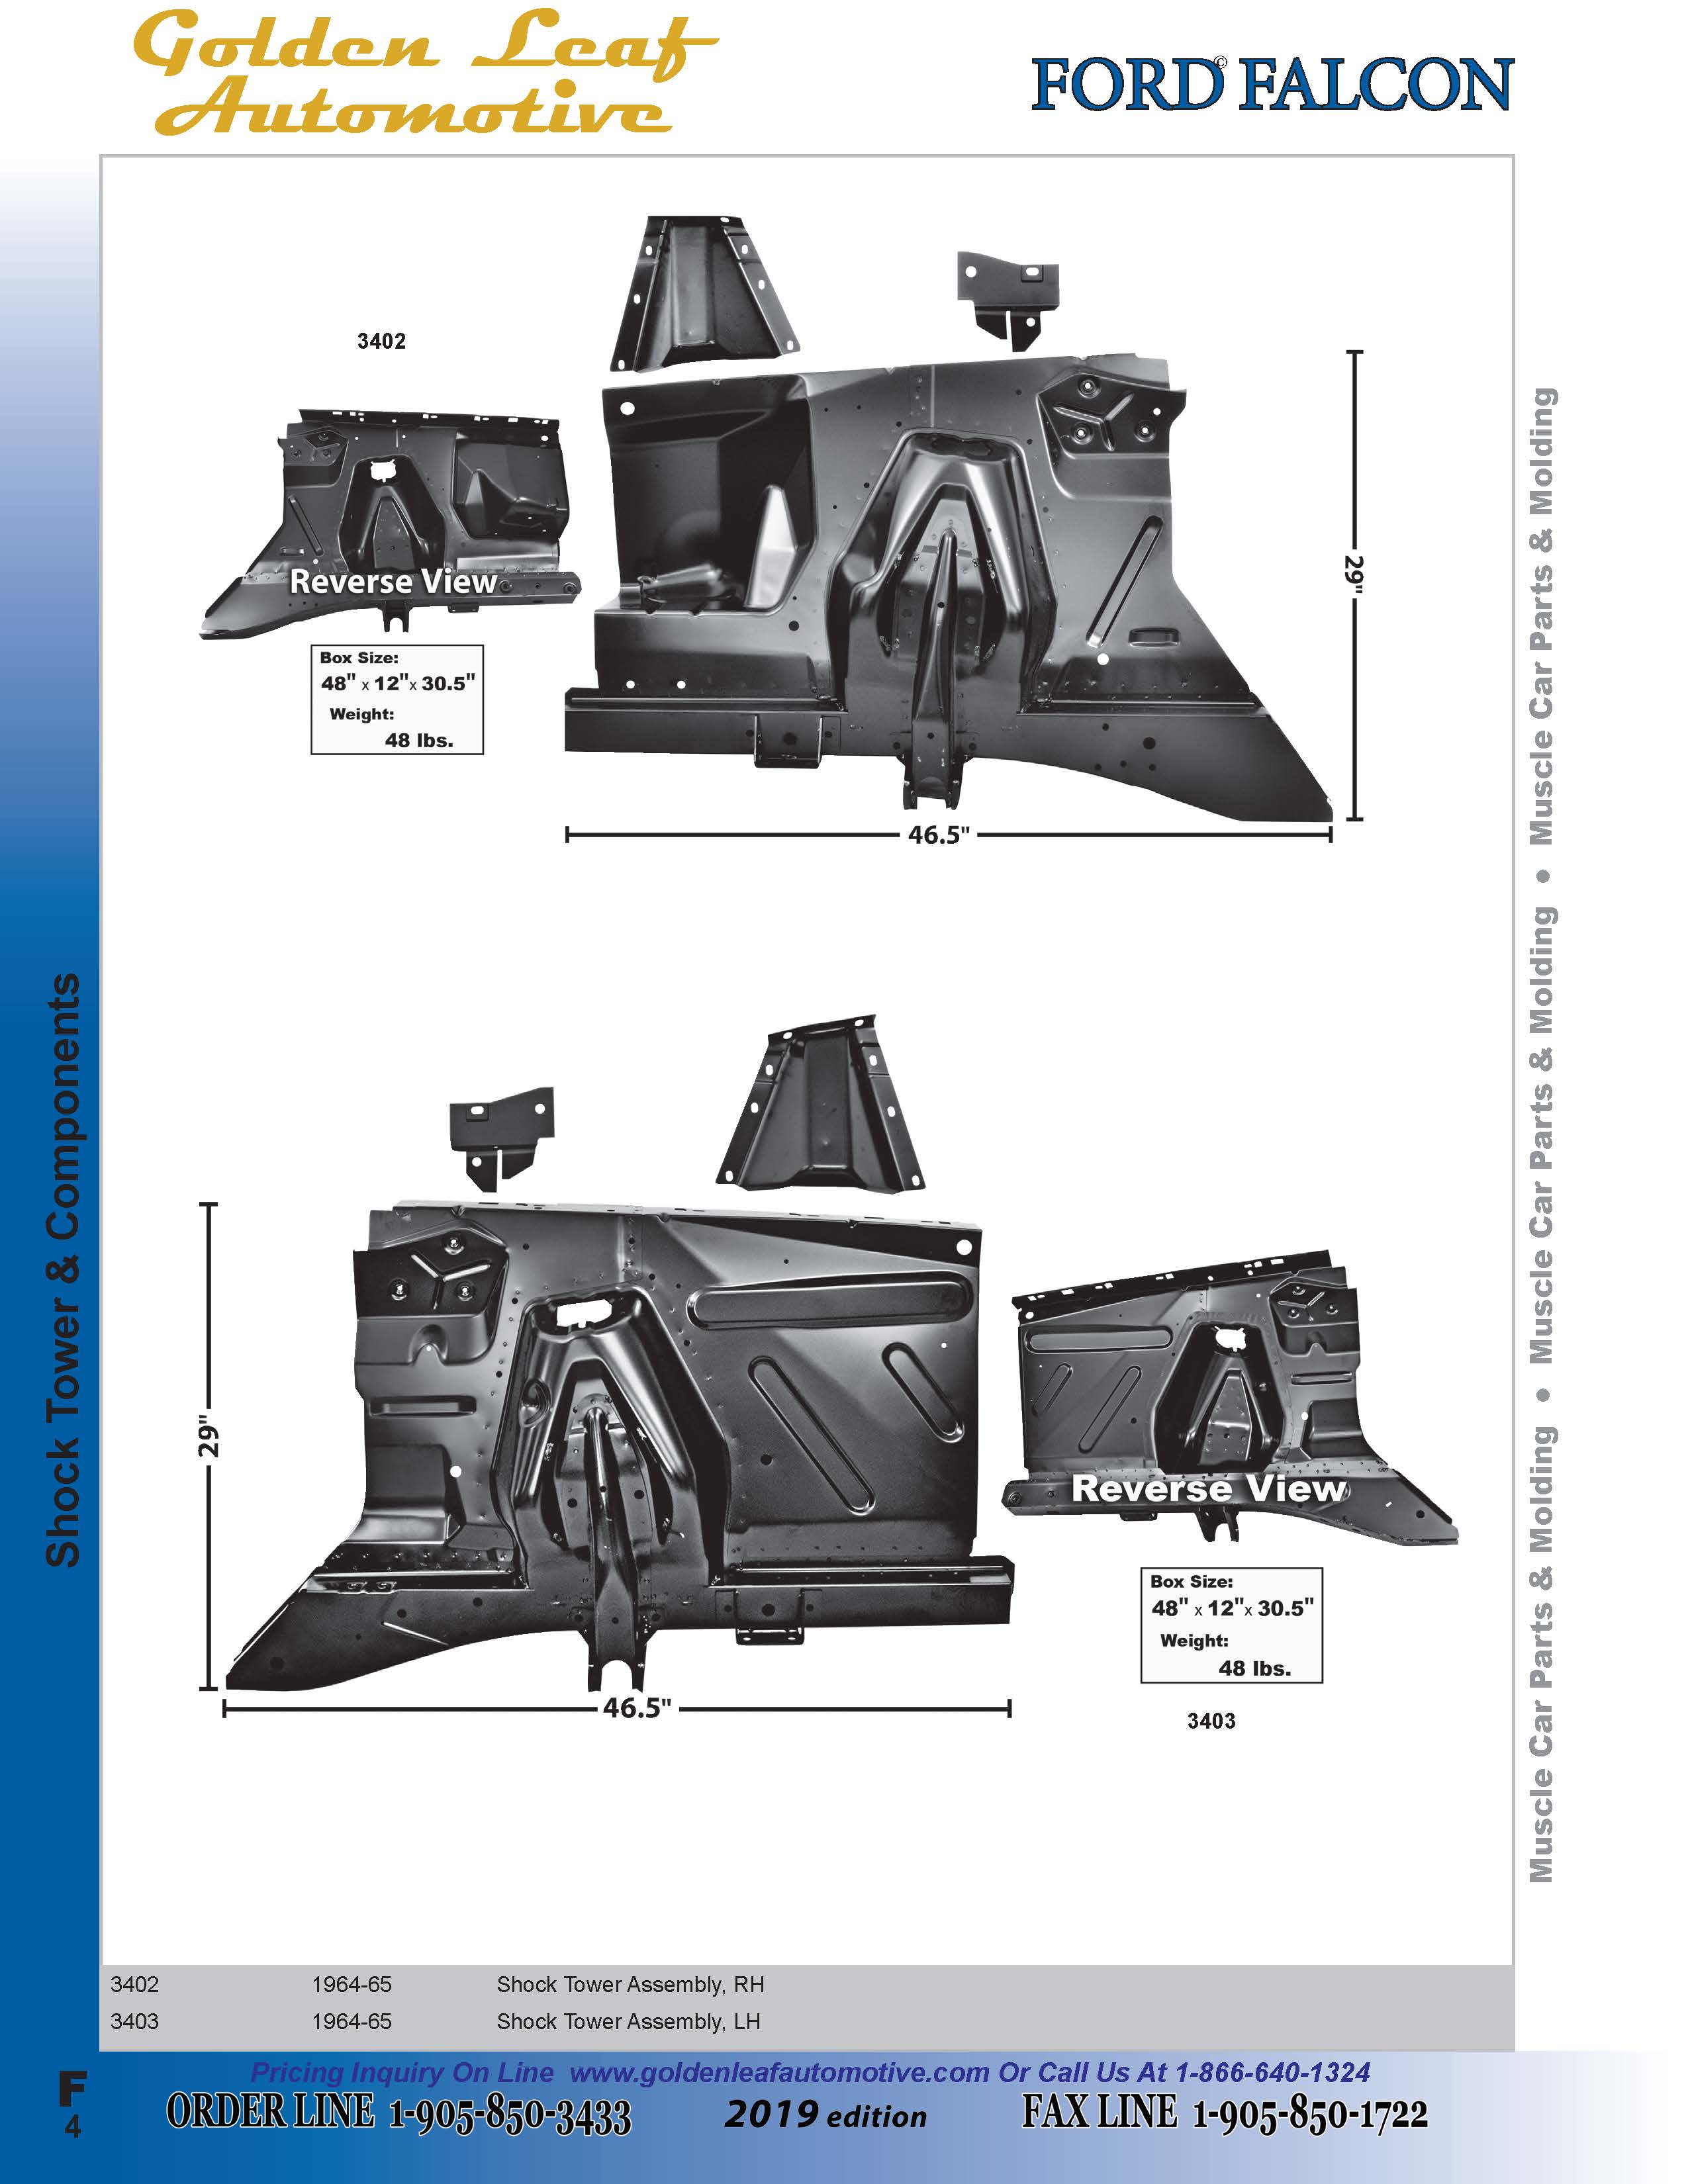 Golden Leaf
Automotive
FORD© FALCON
3402
Reverse View
Box Size:
48" x 12"x 30.5"
Weight:
48 lbs.
29"
46.5"
29"
46.5"
Reverse View
Box Size:
48" x 12"x 30.5"
Weight:
48 lbs.
3403
Shock Tower & Components
Muscle Car Parts & Molding • Muscle Car Parts & Molding • Muscle Car Parts & Molding
3402 1964-65 Shock Tower Assembly, RH
3403 1964-65 Shock Tower Assembly, LH
Pricing Inquiry On Line www.goldenleafautomotive.com Or Call Us At 1-866-640-1324
F
4
ORDER LINE 1-905-850-3433 2019 edition FAX LINE 1-905-850-1722